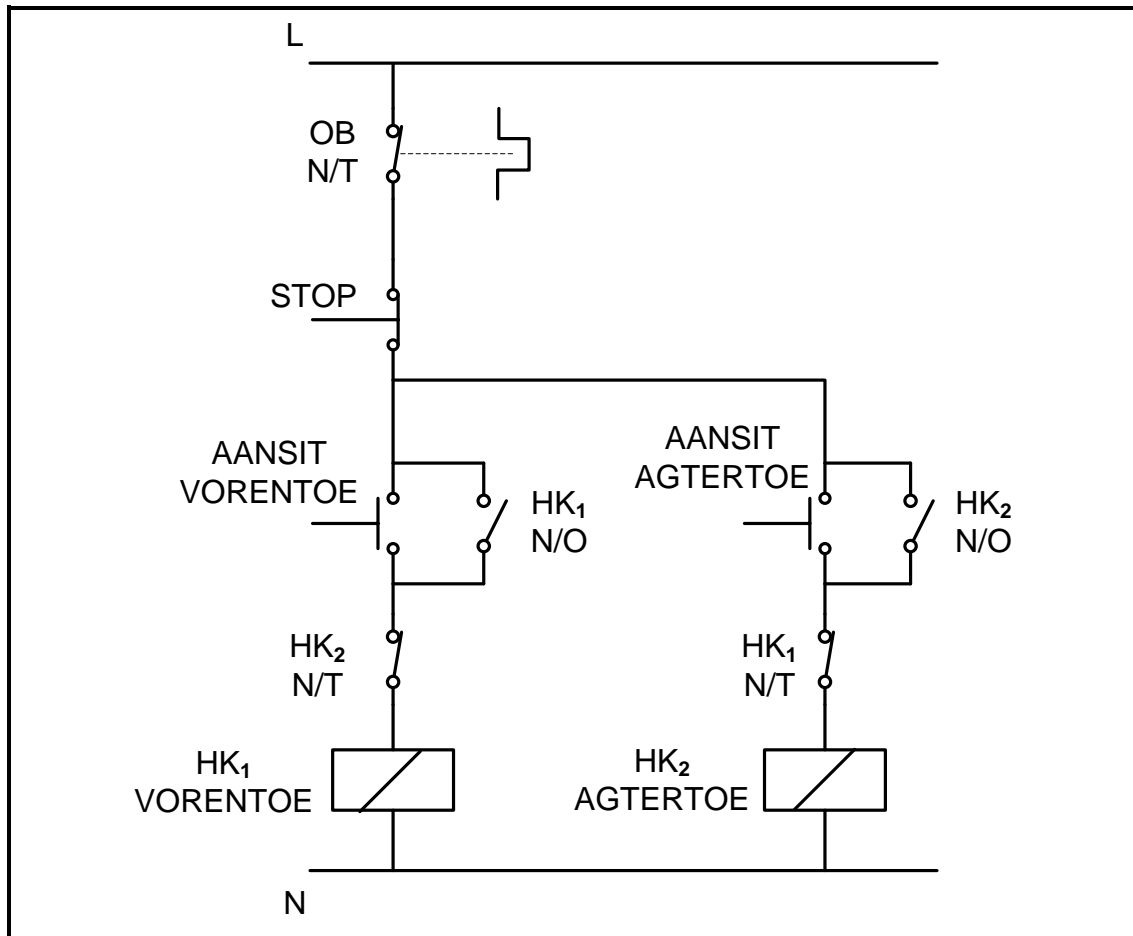 L
OB
N/T
STOP
AANSIT
VORENTOE
HK₁
N/O
AANSIT
AGTERTOE
HK₂
N/O
HK₂
N/T
HK₁
N/T
HK₁
VORENTOE
HK₂
AGTERTOE
N